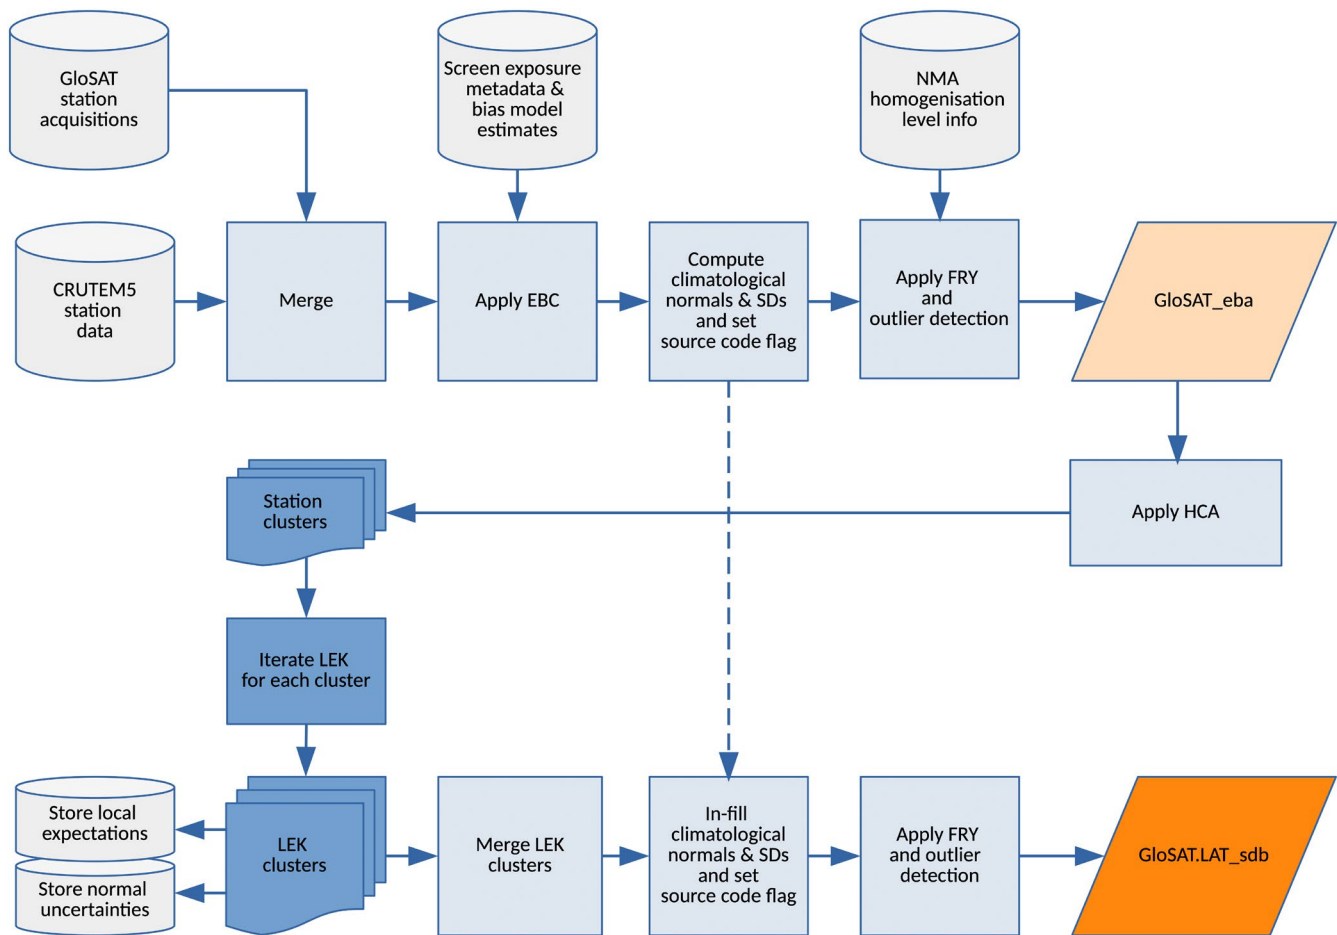 GloSAT
station
acquisitions
Screen exposure
metadata &
bias model
estimates
NMA
homogenisation
level info
CRUTEM5
station
data
Merge
Apply EBC
Compute
climatological
normals & SDs
and set
source code flag
Apply FRY
and
outlier detection
GloSAT_eba
Station
clusters
Apply HCA
Iterate LEK
for each cluster
Store local
expectations
Store normal
uncertainties
LEK
clusters
Merge LEK
clusters
In-fill
climatological
normals & SDs
and set
source code flag
Apply FRY
and outlier
detection
GloSAT.LAT_sdb